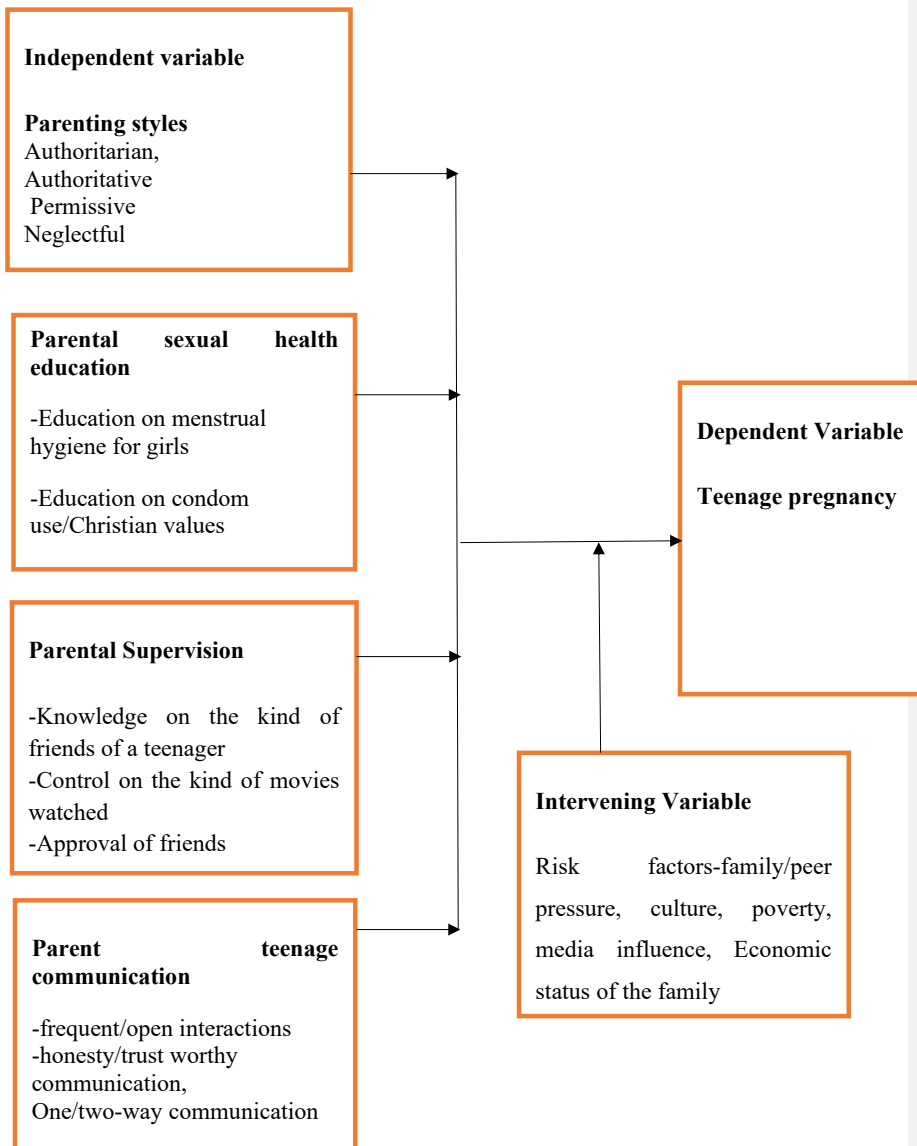 Independent variable
Parenting styles
Authoritarian,
Authoritative
Permissive
Neglectful
Parental sexual health
education
-Education on menstrual
hygiene for girls
-Education on condom
use/Christian values
Parental Supervision
-Knowledge on the kind of
friends of a teenager
-Control on the kind of movies
watched
-Approval of friends
Parent teenage
communication
-frequent/open interactions
-honesty/trust worthy
communication,
One/two-way communication
Dependent Variable
Teenage pregnancy
Intervening Variable
Risk factors-family/peer
pressure, culture, poverty,
media influence, Economic
status of the family